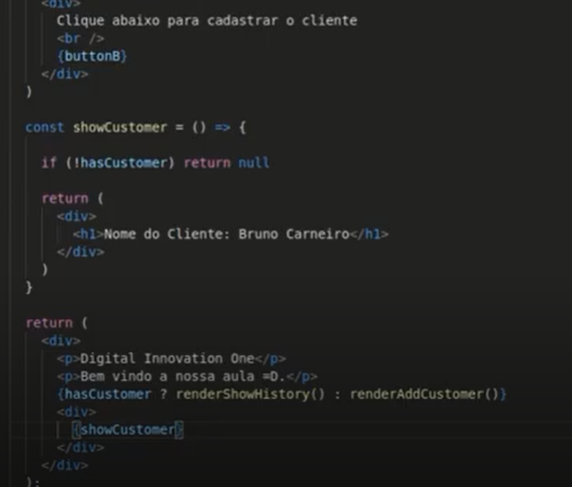 <div>
Clique abaixo para cadastrar o cliente
<br />
{buttonB}
</div>
)
const showCustomer = () => {
if (!hasCustomer) return null
return (
<div>
<h1>Nome do Cliente: Bruno Carneiro</h1>
</div>
)
}
return (
<div>
<p>Digital Innovation One</p>
<p>Bem vindo a nossa aula =D.</p>
{hasCustomer ? renderShowHistory() : renderAddCustomer()}
<div>
{showCustomer}
</div>
</div>
);